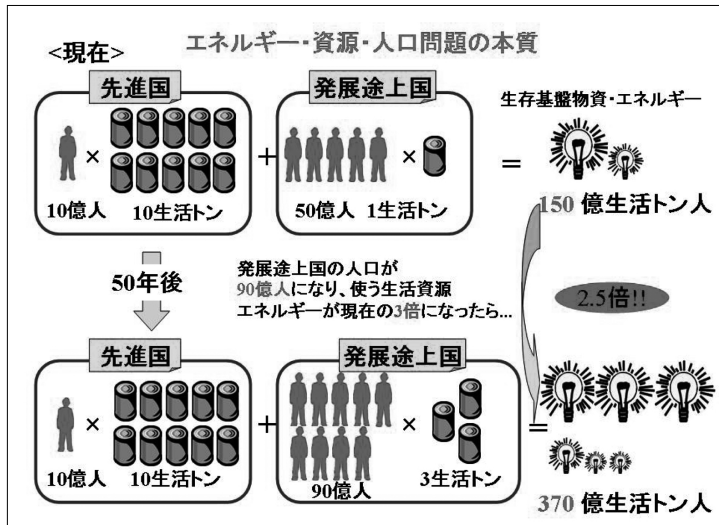 エネルギー・資源・人口問題の本質
<現在>
先進国
発展途上国
生存基盤物資・エネルギー
×
+
×
=
10億人
10生活トン
50億人
1生活トン
150 億生活トン人
50年後
発展途上国の人口が
90億人になり、使う生活資源
エネルギーが現在の3倍になったら...
2.5倍!!
先進国
発展途上国
×
+
×
=
10億人
10生活トン
90億人
3生活トン
370 億生活トン人